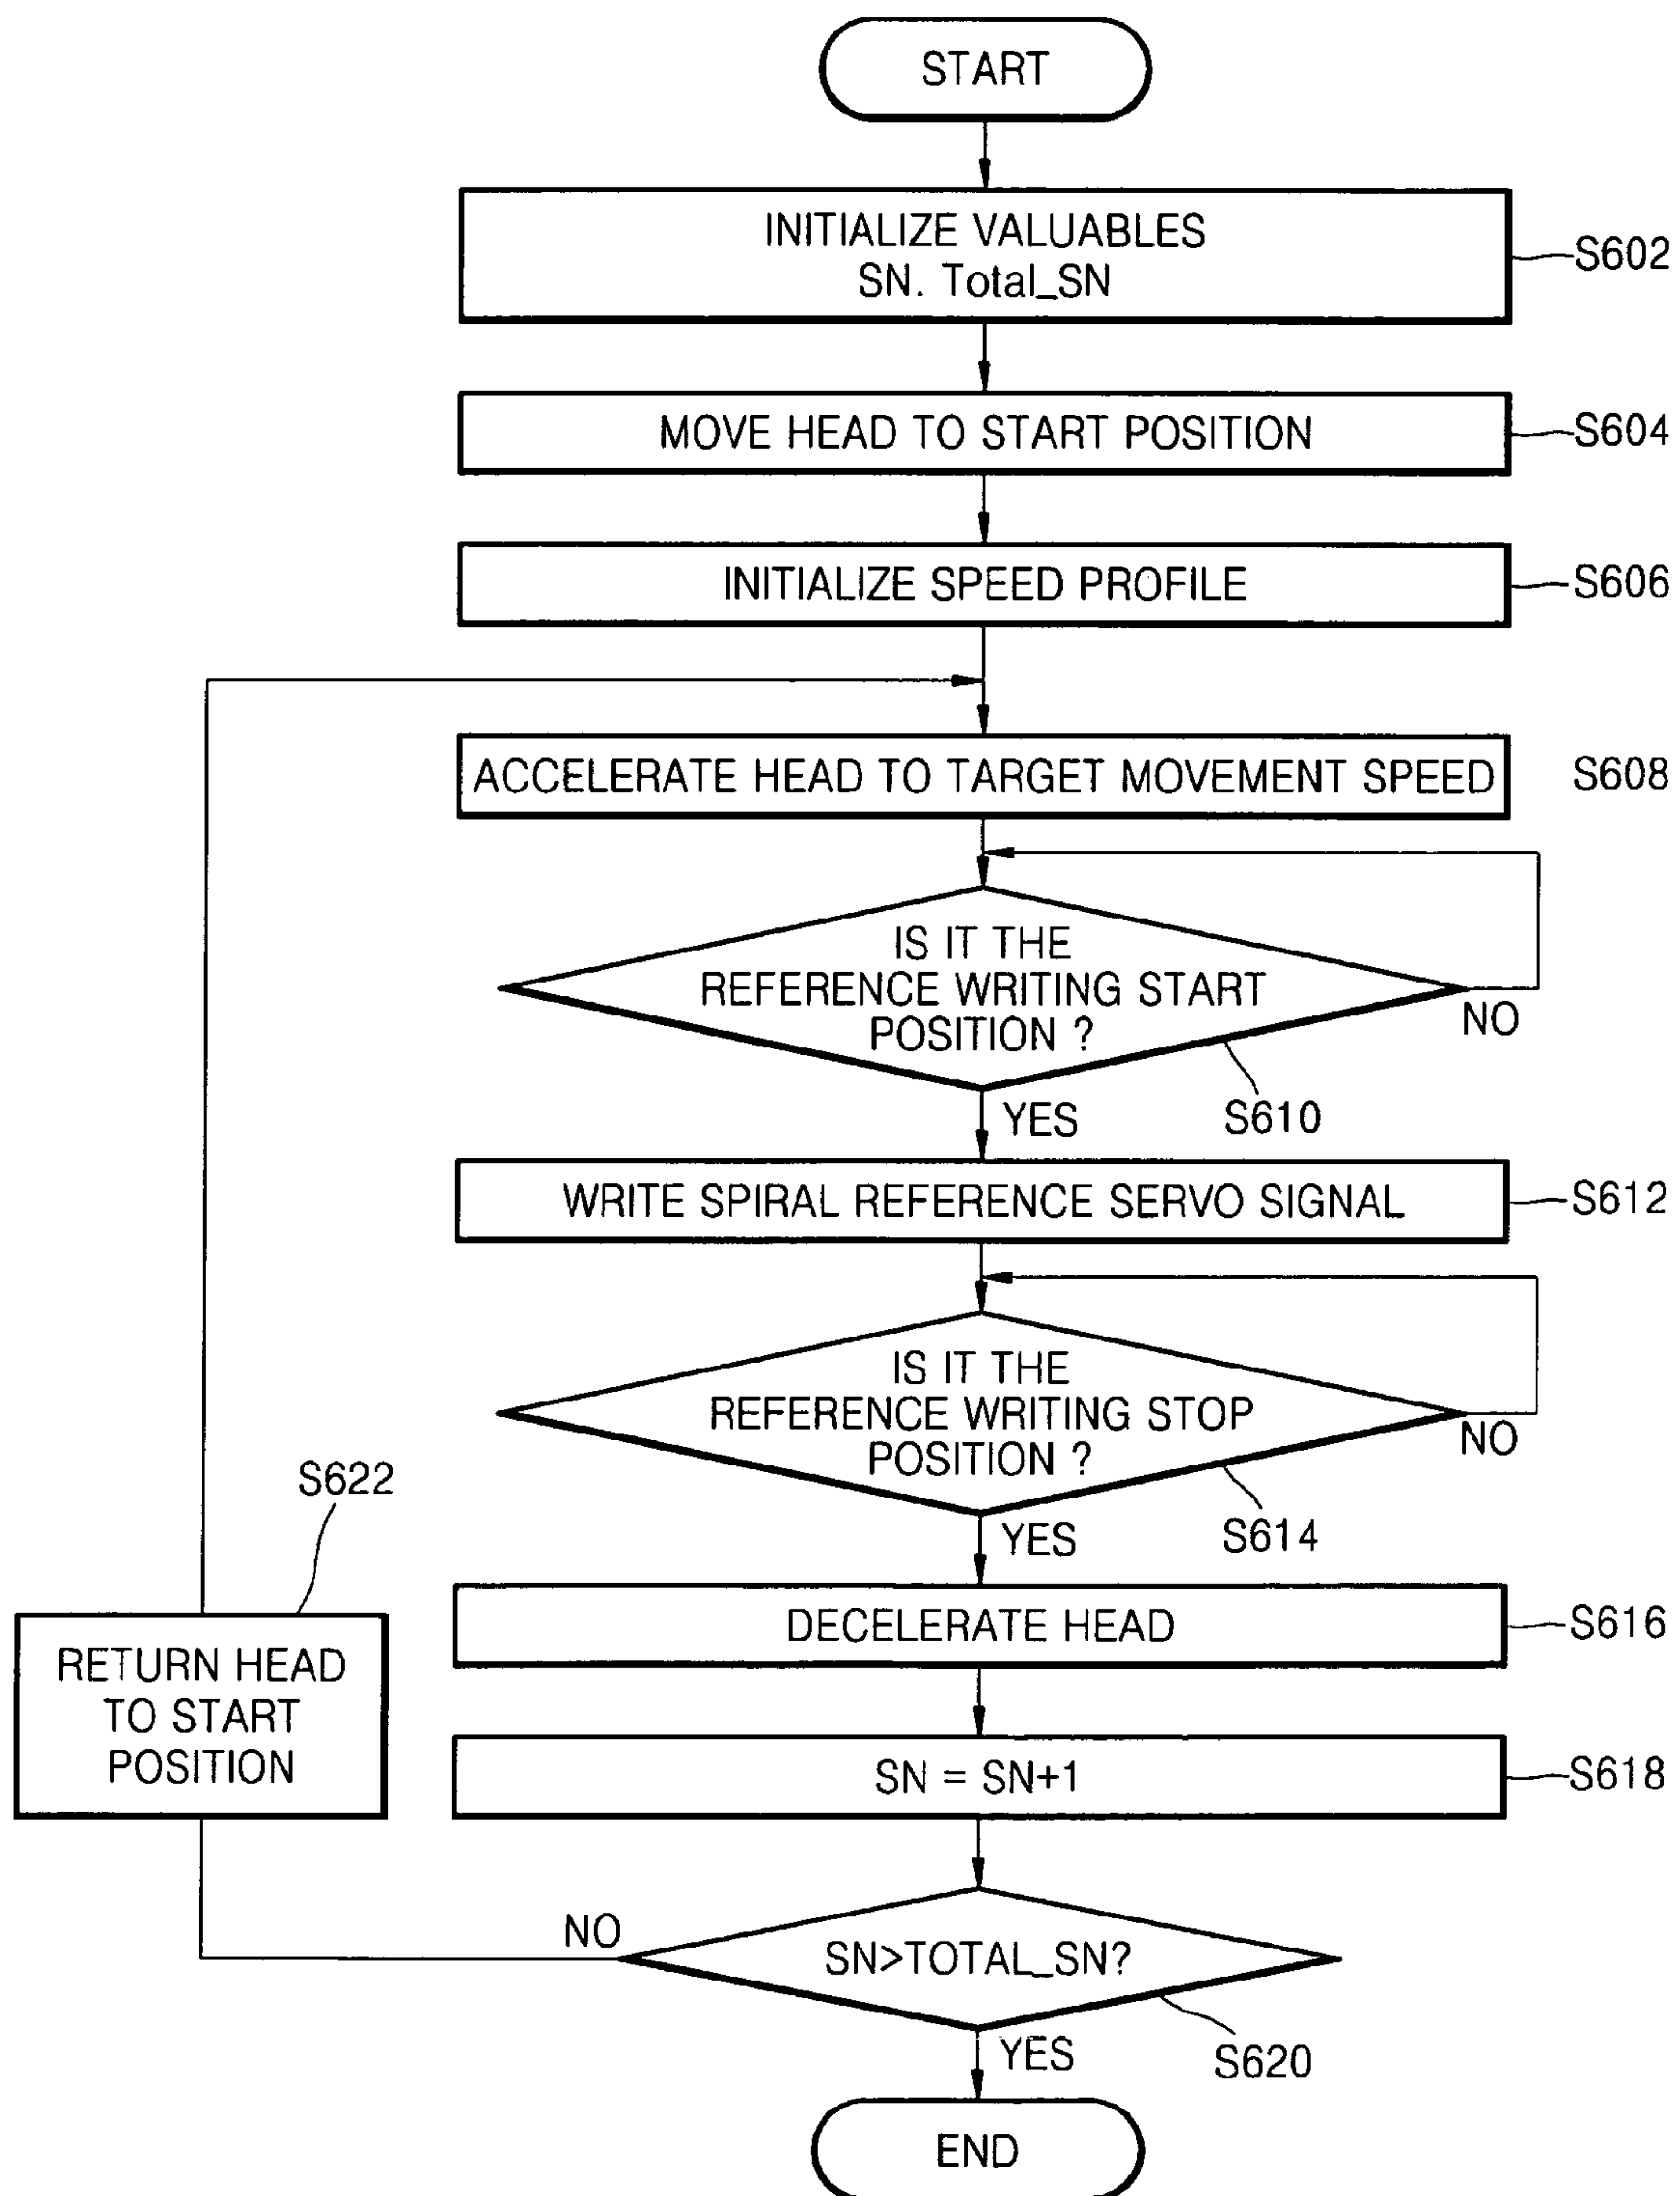 START
INITIALIZE VALUABLES
SN. Total_SN
S602
MOVE HEAD TO START POSITION
S604
INITIALIZE SPEED PROFILE
S606
ACCELERATE HEAD TO TARGET MOVEMENT SPEED
S608
IS IT THE
REFERENCE WRITING START
POSITION ?
NO
YES
S610
WRITE SPIRAL REFERENCE SERVO SIGNAL
S612
IS IT THE
REFERENCE WRITING STOP
POSITION ?
NO
YES
S614
S622
RETURN HEAD
TO START
POSITION
DECELERATE HEAD
S616
SN = SN+1
S618
NO
SN>TOTAL_SN?
YES
S620
END